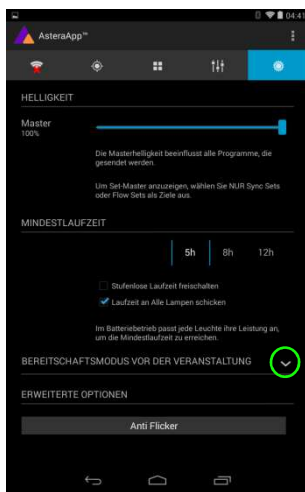 04:41
AsteraApp™
HELLIGKEIT
Master
100%
Die Masterhelligkeit beeinflusst alle Programme, die
gesendet werden.
Um Set-Master anzuzeigen, wählen Sie NUR Sync Sets
oder Flow Sets als Ziele aus.
MINDESTLAUFZEIT
5h 8h 12h
Stufenlose Laufzeit freischalten
Laufzeit an Alle Lampen schicken
Im Batteriebetrieb passt jede Leuchte ihre Leistung an,
um die Mindestlaufzeit zu erreichen.
BEREITSCHAFTSMODUS VOR DER VERANSTALTUNG
ERWEITERTE OPTIONEN
Anti Flicker